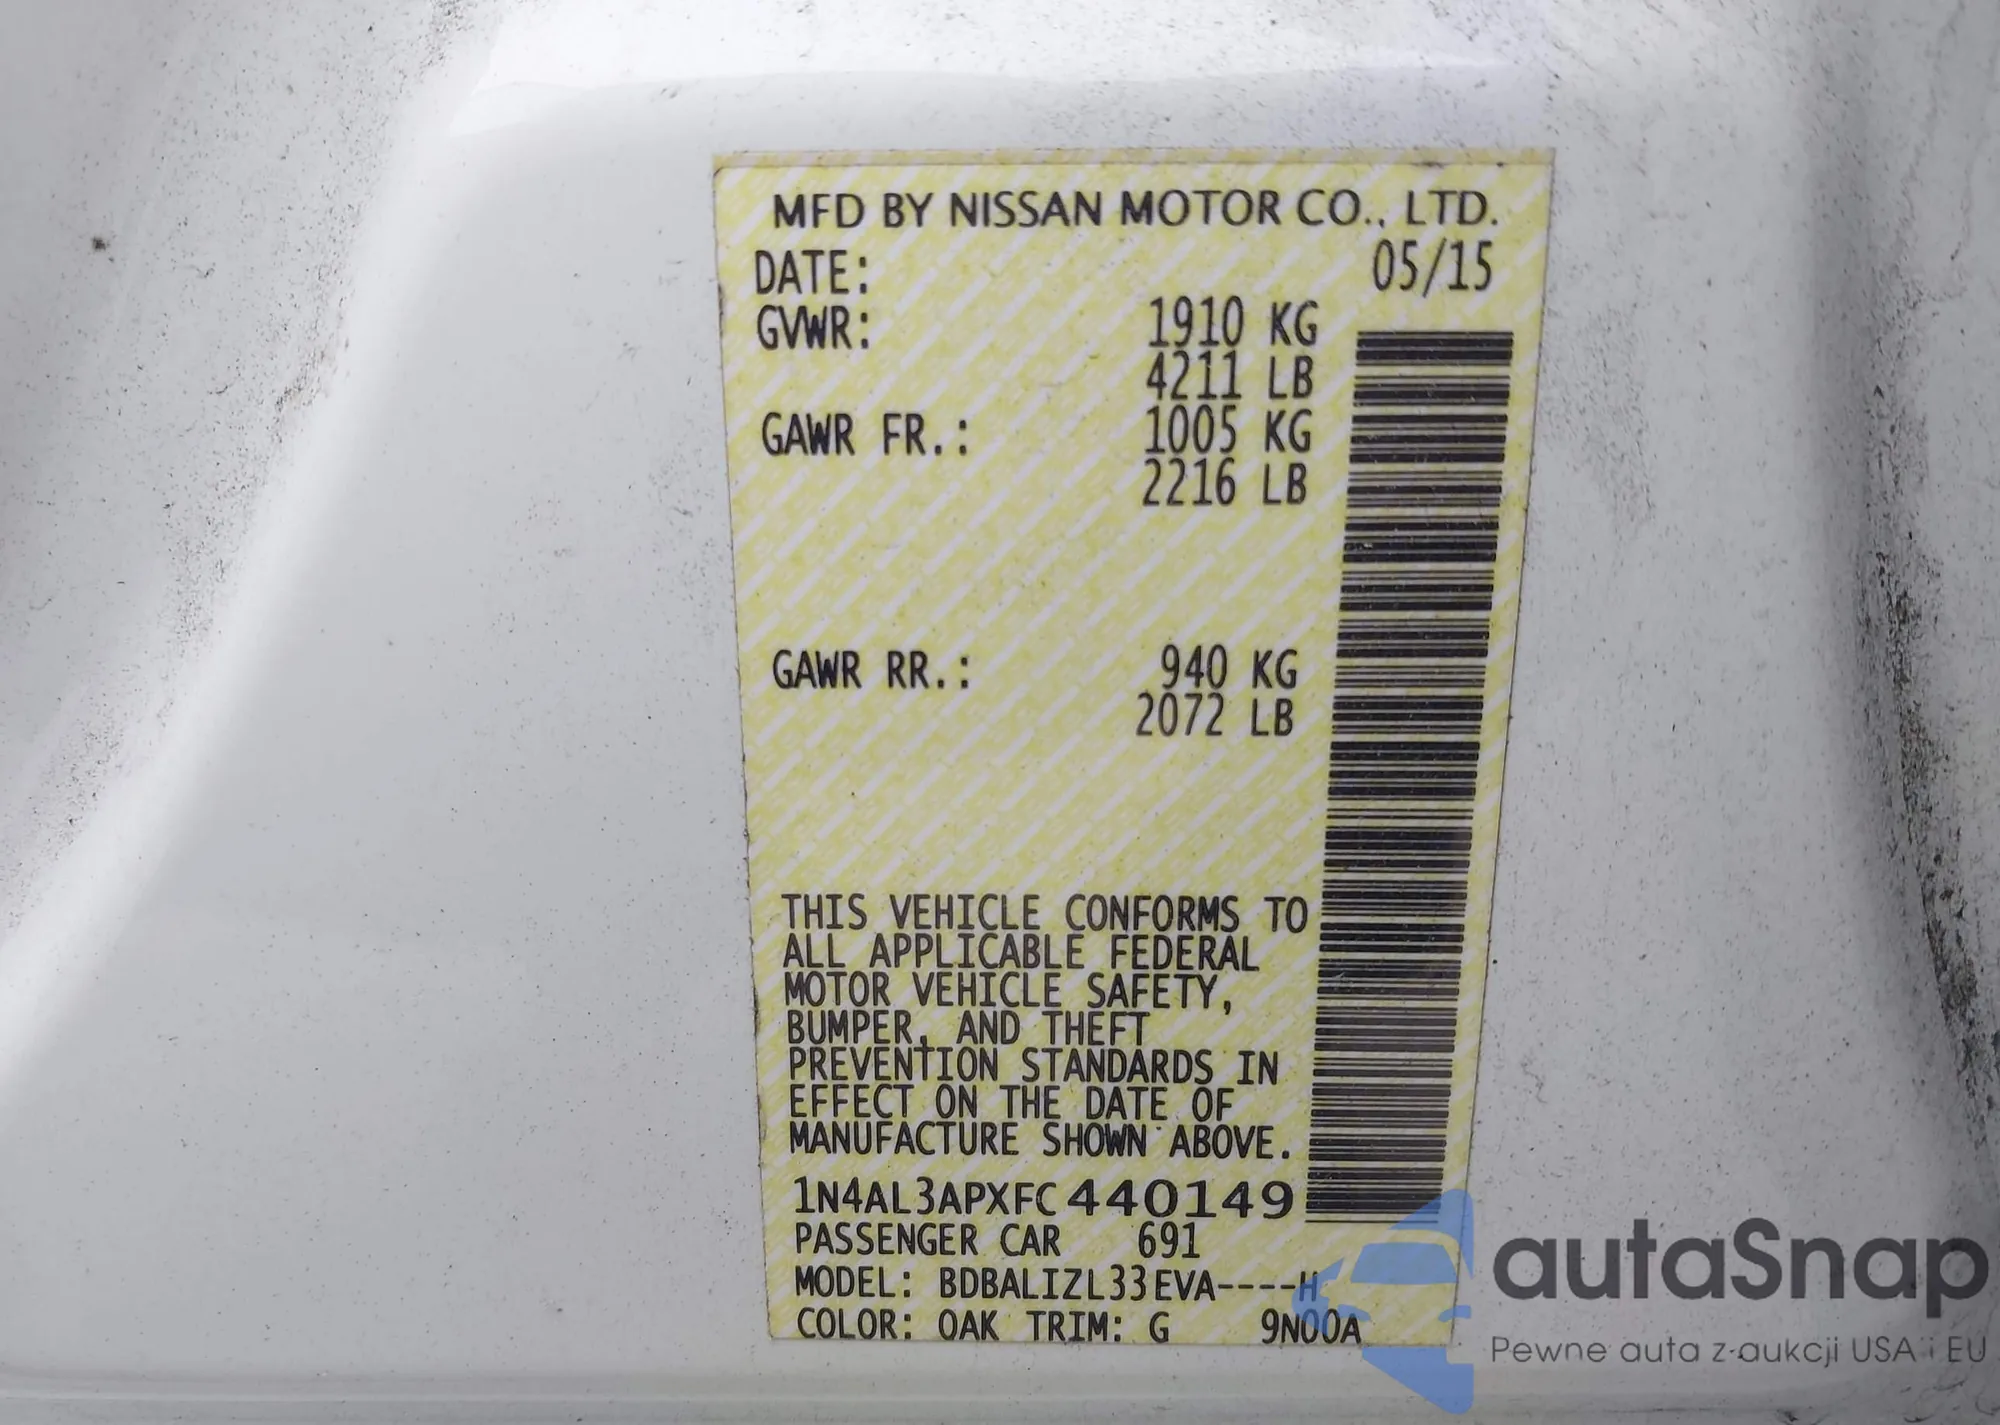 MFD BY NISSAN MOTOR CO., LTD.
DATE: 05/15
GVWR: 1910 KG
4211 LB
GAWR FR.: 1005 KG
2216 LB
GAWR RR.: 940 KG
2072 LB
THIS VEHICLE CONFORMS TO
ALL APPLICABLE FEDERAL
MOTOR VEHICLE SAFETY,
BUMPER, AND THEFT
PREVENTION STANDARDS IN
EFFECT ON THE DATE OF
MANUFACTURE SHOWN ABOVE.
1N4AL3APXFC440149
PASSENGER CAR 691
MODEL: BDBALIZL33EVA----H
COLOR: QAK TRIM: G 9N00A
autaSnap
Pewne auta z aukcji USA i EU